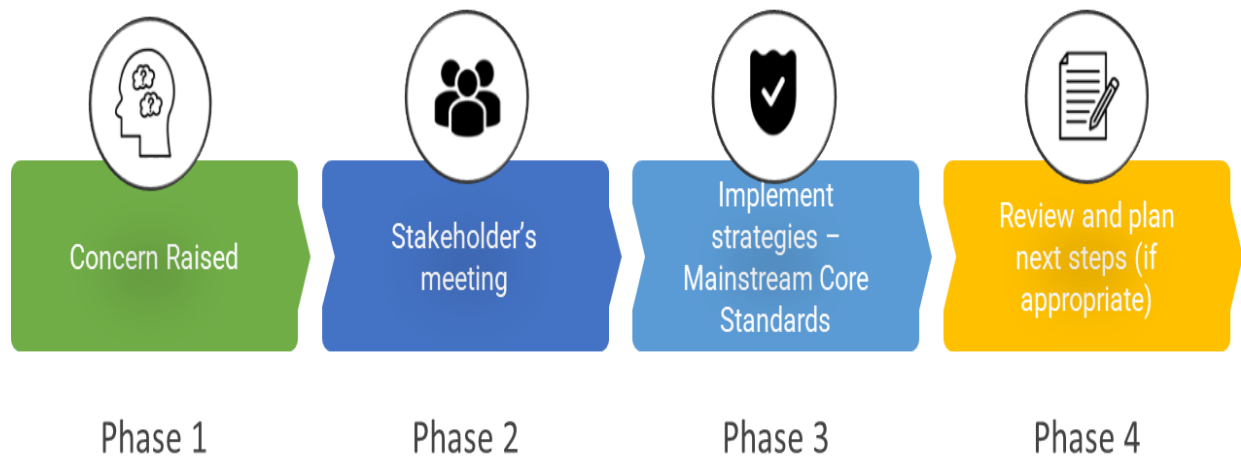 Concern Raised
Stakeholder’s
meeting
Implement
strategies –
Mainstream Core
Standards
Review and plan
next steps (if
appropriate)
Phase 1
Phase 2
Phase 3
Phase 4